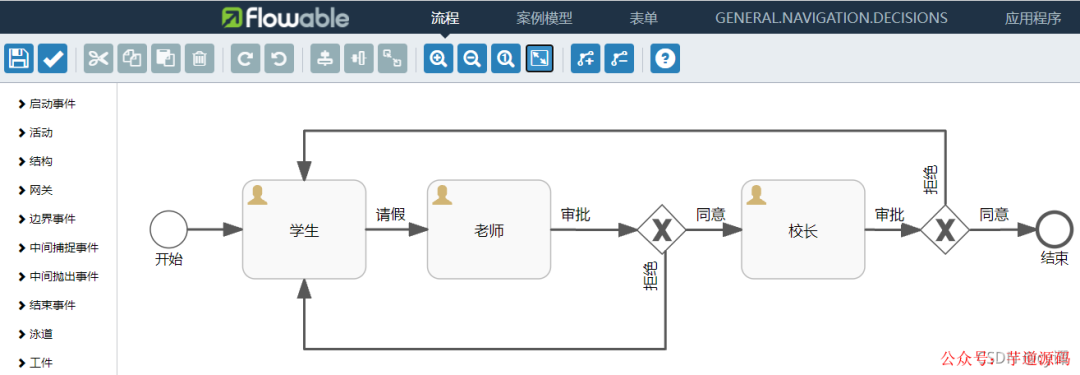 flowable
流程
案例模型
表单
GENERAL.NAVIGATION.DECISIONS
应用程序
启动事件
活动
结构
网关
边界事件
中间捕捉事件
中间抛出事件
结束事件
泳道
工件
开始
学生
请假
老师
审批
同意
拒绝
校长
审批
拒绝
同意
结束
公众号：芋道源码